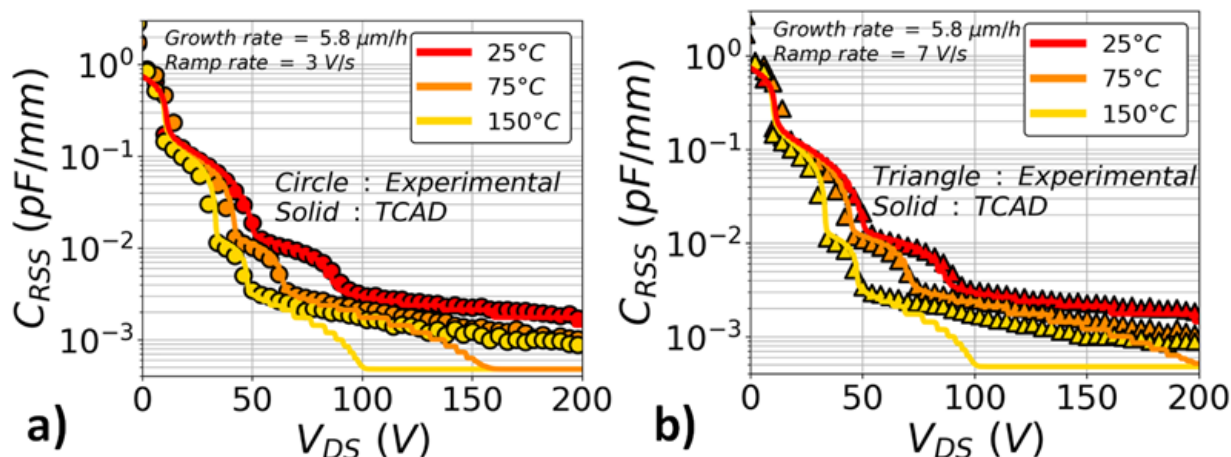 Growth rate = 5.8 μm/h
Ramp rate = 3 V/s
25°C
75°C
150°C
Circle : Experimental
Solid : TCAD
C_RSS (pF/mm)
10^0
10^-1
10^-2
10^-3
0 50 100 150 200
V_DS (V)
a)
Growth rate = 5.8 μm/h
Ramp rate = 7 V/s
25°C
75°C
150°C
Triangle : Experimental
Solid : TCAD
C_RSS (pF/mm)
10^0
10^-1
10^-2
10^-3
0 50 100 150 200
V_DS (V)
b)